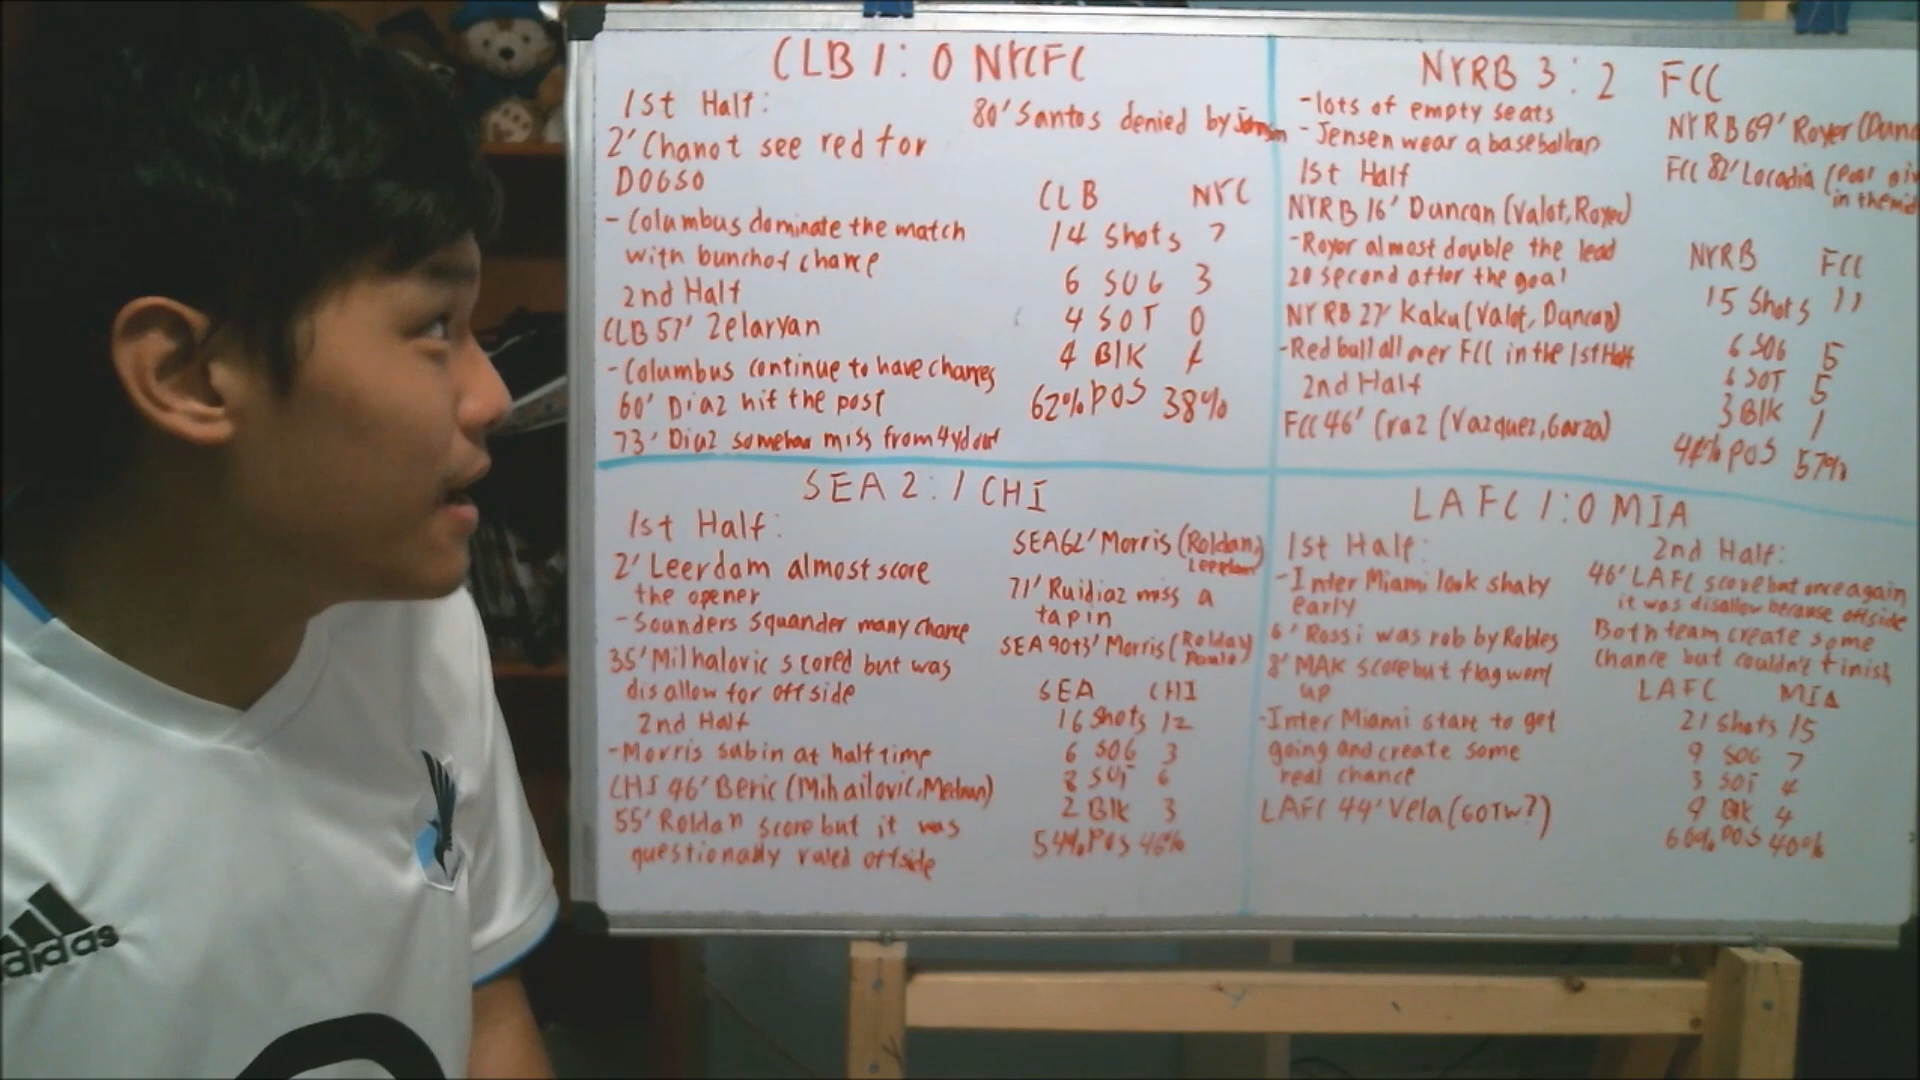 CLB 1:0 NYCFC
1st Half:
2' Chanot see red for
DOGSO
- Columbus dominate the match
with bunch of chance
2nd Half
CLB 57' Zelaryan
- Columbus continue to have chances
60' Diaz hit the post
73' Diaz somehow miss from 4yd out
80' Santos denied by
CLB NYC
14 Shots 7
6 SOG 3
4 SOT 0
4 Blk
62% POS 38%
NYRB 3:2 FCC
- lots of empty seats
- Jensen wear a baseball cap
1st Half
NYRB 16' Duncan (Valot, Royer)
- Royer almost double the lead
20 second after the goal
NYRB 27' Kaku (Valot, Duncan)
- Red bull all over FCC in the 1st Half
2nd Half
FCC 46' Cruz (Vazquez, Garza)
NYRB 69' Royer (Dunc
FCC 82' Locadia (Poor
in the mid
NYRB FCC
15 Shots 11
6 SOG 5
6 SOT 5
3 Blk 1
POS 57%
SEA 2:1 CHI
1st Half:
2' Leerdam almost score
the opener
- Sounders squander many chance
35' Milhalovic scored but was
disallow for offside
2nd Half
- Morris sub in at half time
CHI 46' Beric (Mihailovic, Medran)
55' Roldan score but it was
questionably ruled offside
SEA 62' Morris (Roldan,
Leerdam)
71' Ruidiaz miss a
tap in
SEA 90+3' Morris (Roldan,
Paulo)
SEA CHI
16 Shots 12
6 SOG 3
8 SOT 6
2 Blk 3
54% POS 46%
LAFC 1:0 MIA
1st Half:
- Inter Miami look shaky
early
6' Rossi was rob by Robles
8' MAK score but flag went
up
- Inter Miami start to get
going and create some
real chance
LAFC 44' Vela (GOTW?)
2nd Half:
46' LAFC score but once again
it was disallow because offside
Both team create some
chance but couldn't finish
LAFC MIA
21 Shots 15
9 SOG 7
3 SOT 4
9 Blk 4
POS 40%
adidas